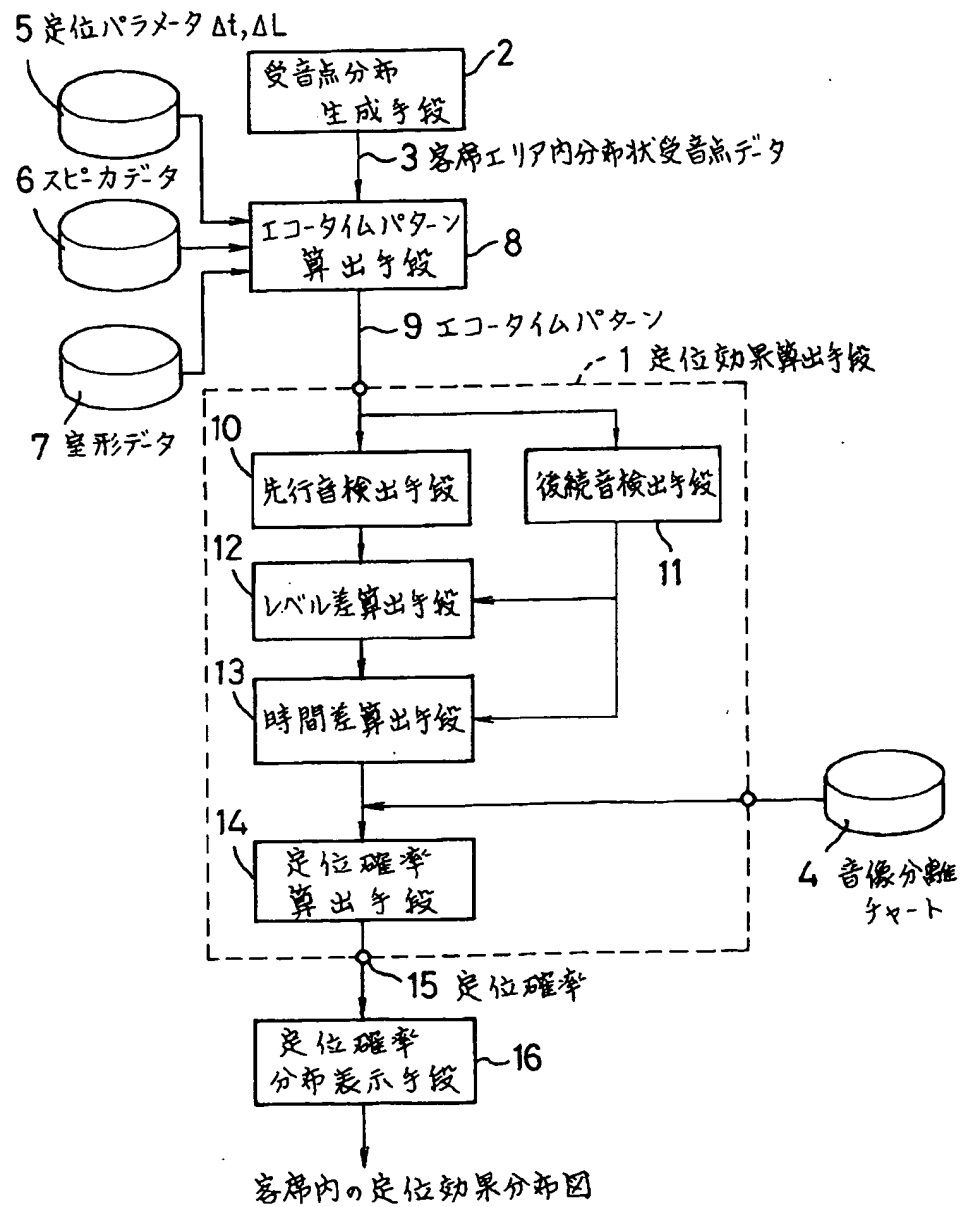 5 定位パラメータ Δt,ΔL
受音点分布
生成手段
2
3 客席エリア内分布状受音点データ
6 スピーカデータ
エコータイムパターン
算出手段
8
9 エコータイムパターン
1 定位効果算出手段
7 室形データ
10
先行音検出手段
後続音検出手段
11
12
レベル差算出手段
13
時間差算出手段
14
定位確率
算出手段
4 音像分離
チャート
15 定位確率
定位確率
分布表示手段
16
客席内の定位効果分布図